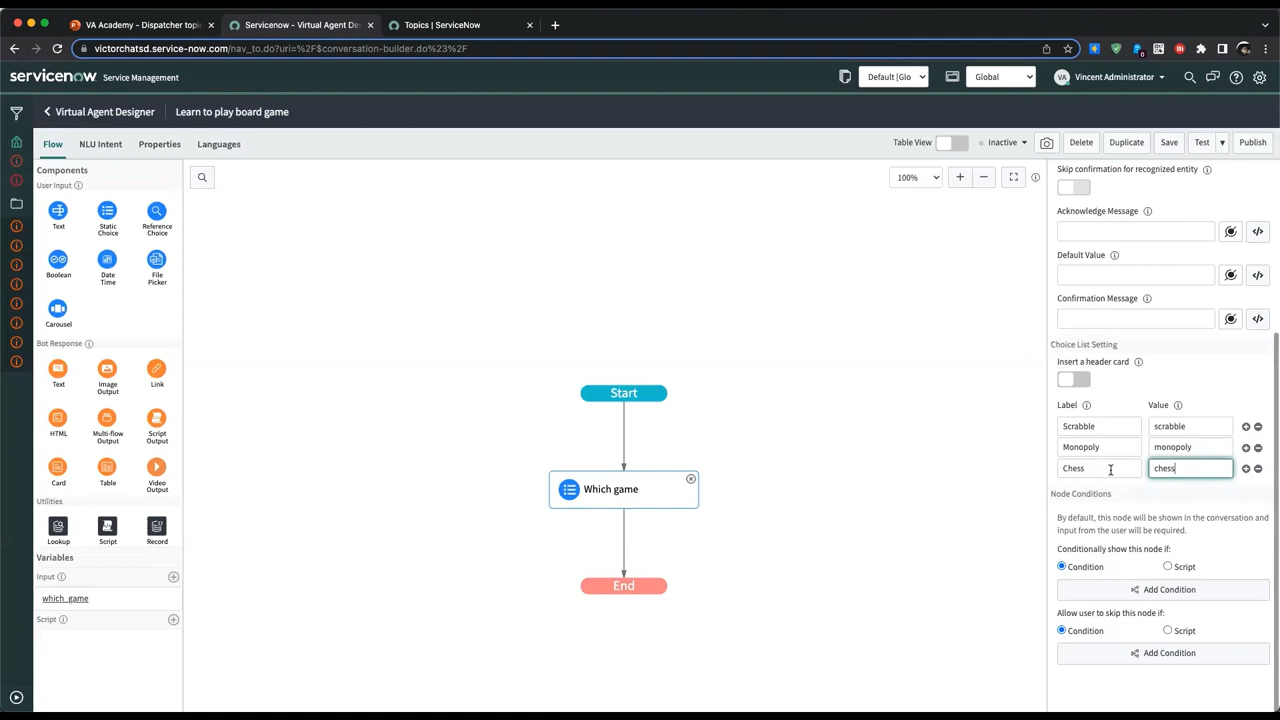 VA Academy - Dispatcher topi
Servicenow - Virtual Agent Des
Topics | ServiceNow
victorchatsd.service-now.com/nav_to.do?uri=%2F$conversation-builder.do%23%2F
servicenow Service Management
Default [Glo
Global
VA Vincent Administrator
Virtual Agent Designer
Learn to play board game
Flow
NLU Intent
Properties
Languages
Table View
Inactive
Delete
Duplicate
Save
Test
Publish
Components
User Input
Text
Static Choice
Reference Choice
Boolean
Date Time
File Picker
Carousel
Bot Response
Text
Image Output
Link
HTML
Multi-flow Output
Script Output
Card
Table
Video Output
Utilities
Lookup
Script
Record
Variables
Input
which_game
Script
100%
Start
Which game
End
Skip confirmation for recognized entity
Acknowledge Message
Default Value
Confirmation Message
Choice List Setting
Insert a header card
Label Value
Scrabble scrabble
Monopoly monopoly
Chess chess
Node Conditions
By default, this node will be shown in the conversation and
input from the user will be required.
Conditionally show this node if:
Condition Script
Add Condition
Allow user to skip this node if:
Condition Script
Add Condition